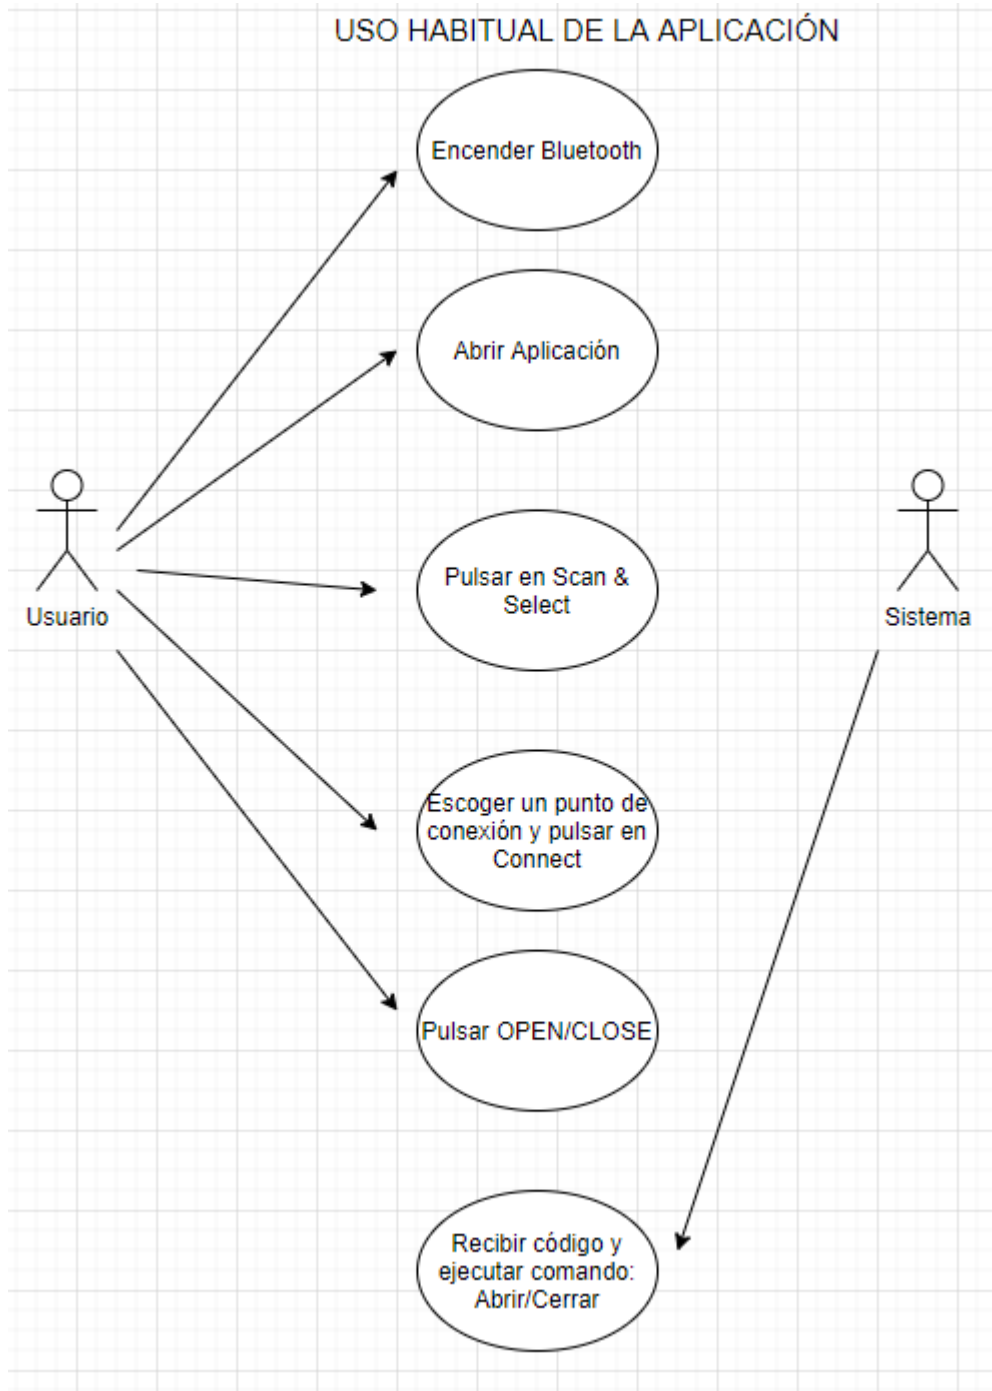 USO HABITUAL DE LA APLICACIÓN
Encender Bluetooth
Abrir Aplicación
Usuario
Sistema
Pulsar en Scan &
Select
Escoger un punto de
conexión y pulsar en
Connect
Pulsar OPEN/CLOSE
Recibir código y
ejecutar comando:
Abrir/Cerrar